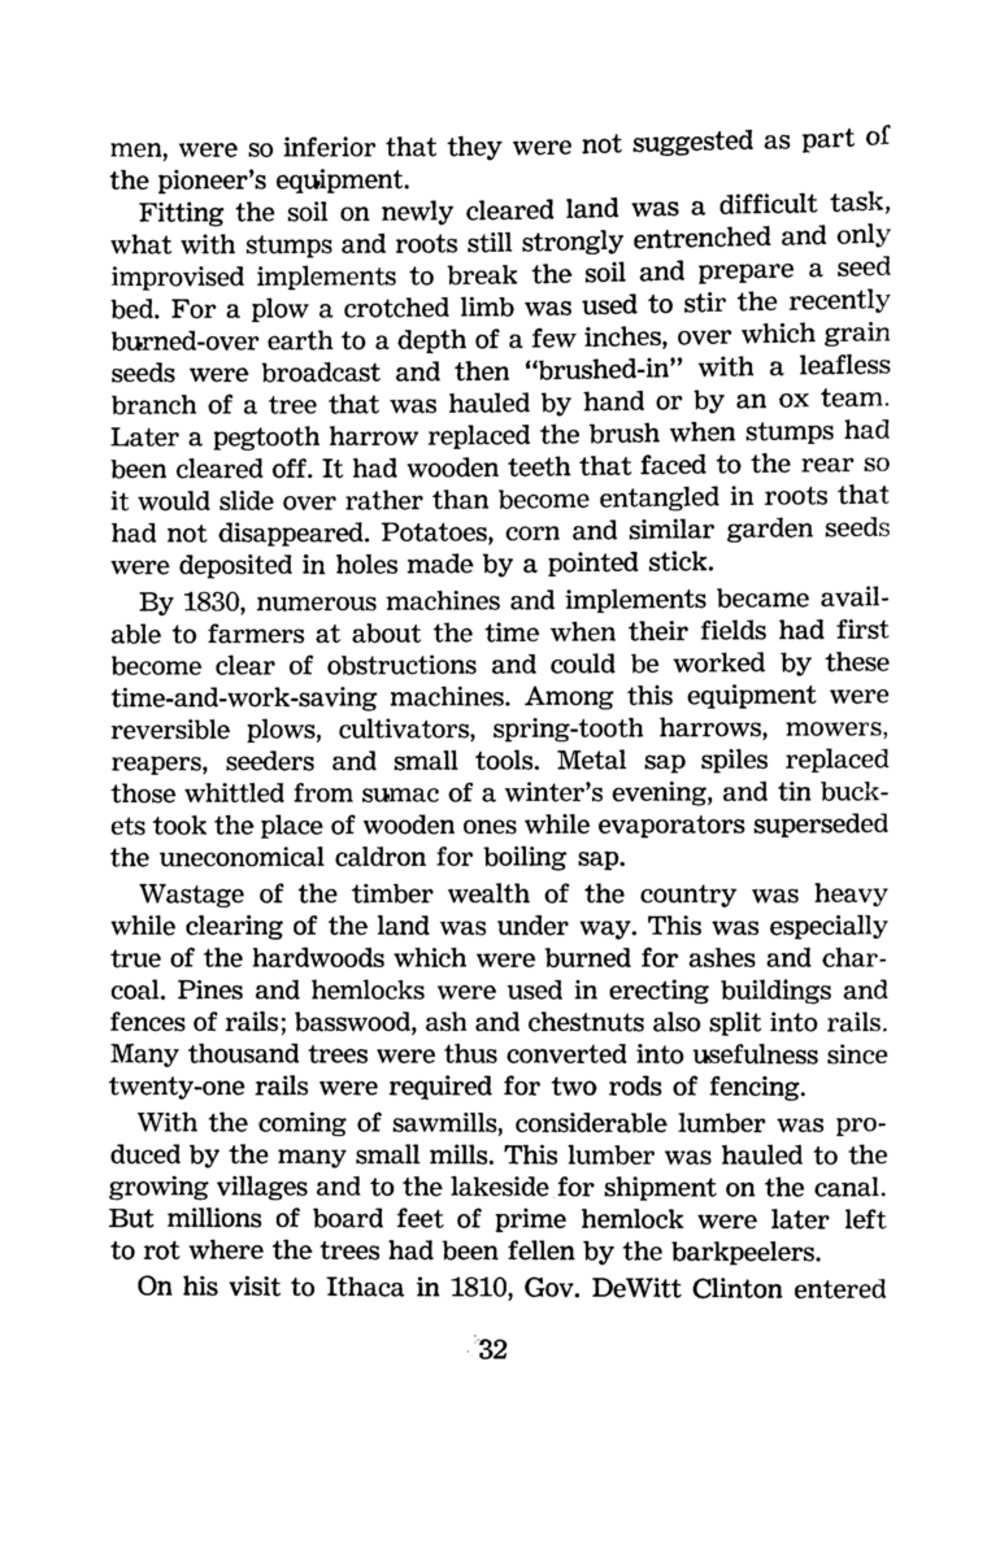 men, were so inferior that they were not suggested as part of
the pioneer's equipment.
Fitting the soil on newly cleared land was a difficult task,
what with stumps and roots still strongly entrenched and only
improvised implements to break the soil and prepare a seed
bed. For a plow a crotched limb was used to stir the recently
burned-over earth to a depth of a few inches, over which grain
seeds were broadcast and then “brushed-in” with a leafless
branch of a tree that was hauled by hand or by an ox team.
Later a pegtooth harrow replaced the brush when stumps had
been cleared off. It had wooden teeth that faced to the rear so
it would slide over rather than become entangled in roots that
had not disappeared. Potatoes, corn and similar garden seeds
were deposited in holes made by a pointed stick.
By 1830, numerous machines and implements became avail-
able to farmers at about the time when their fields had first
become clear of obstructions and could be worked by these
time-and-work-saving machines. Among this equipment were
reversible plows, cultivators, spring-tooth harrows, mowers,
reapers, seeders and small tools. Metal sap spiles replaced
those whittled from sumac of a winter's evening, and tin buck-
ets took the place of wooden ones while evaporators superseded
the uneconomical caldron for boiling sap.
Wastage of the timber wealth of the country was heavy
while clearing of the land was under way. This was especially
true of the hardwoods which were burned for ashes and char-
coal. Pines and hemlocks were used in erecting buildings and
fences of rails; basswood, ash and chestnuts also split into rails.
Many thousand trees were thus converted into usefulness since
twenty-one rails were required for two rods of fencing.
With the coming of sawmills, considerable lumber was pro-
duced by the many small mills. This lumber was hauled to the
growing villages and to the lakeside for shipment on the canal.
But millions of board feet of prime hemlock were later left
to rot where the trees had been fellen by the barkpeelers.
On his visit to Ithaca in 1810, Gov. DeWitt Clinton entered
32